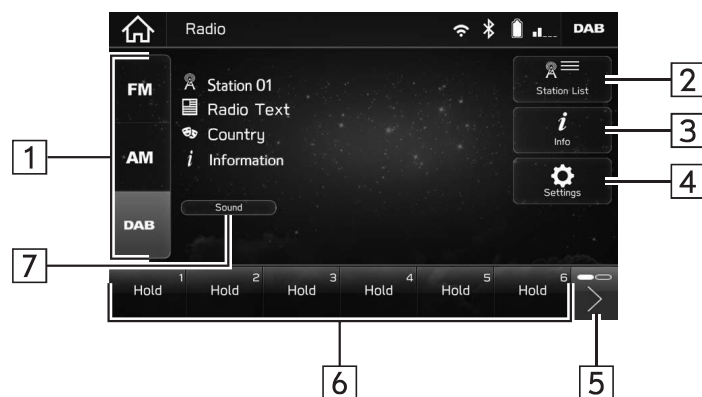 Radio DAB
FM
AM
DAB
Station 01
Radio Text
Country
i Information
Sound
Station List
i
Info
Settings
1 2 3 4 5 6
Hold Hold Hold Hold Hold Hold
1
2
3
4
5
6
7